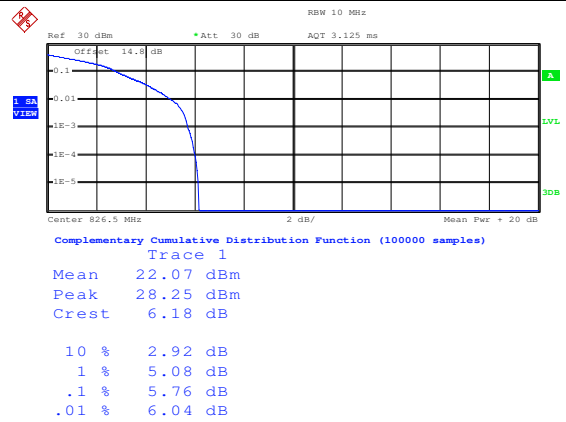 R S
RBW 10 MHz
Ref 30 dBm *Att 30 dB AQT 3.125 ms
Offset 14.8 dB
0.1
A
0.01
1 SA
VIEW
LVL
1E-3
1E-4
1E-5
3DB
Center 826.5 MHz 2 dB/ Mean Pwr + 20 dB
Complementary Cumulative Distribution Function (100000 samples)
Trace 1
Mean 22.07 dBm
Peak 28.25 dBm
Crest 6.18 dB
10 % 2.92 dB
1 % 5.08 dB
.1 % 5.76 dB
.01 % 6.04 dB